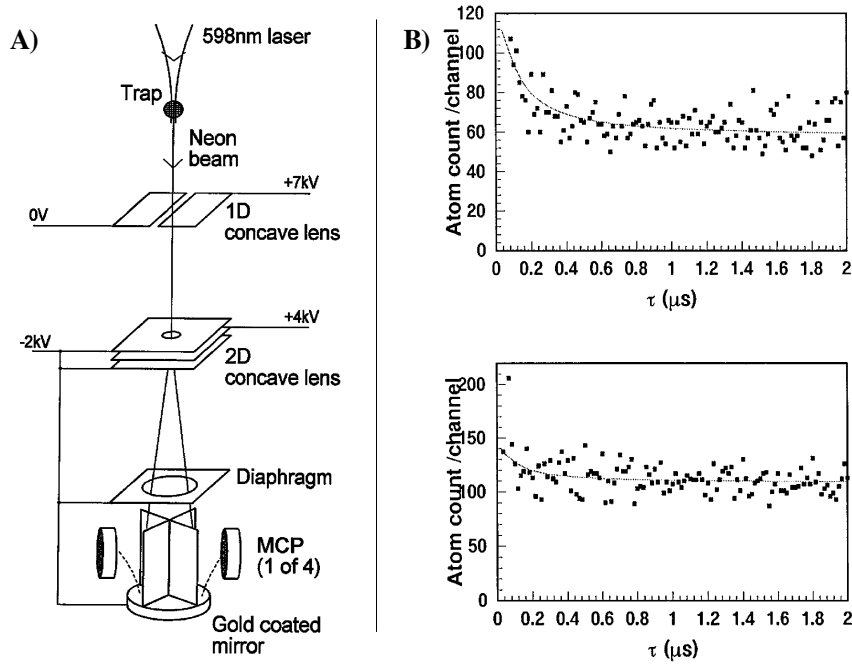 A)
598nm laser
Trap
Neon
beam
+7kV
0V
1D
concave lens
+4kV
-2kV
2D
concave lens
Diaphragm
MCP
(1 of 4)
Gold coated
mirror
B)
Atom count /channel
120
100
80
60
40
20
0
0 0.2 0.4 0.6 0.8 1 1.2 1.4 1.6 1.8 2
τ (μs)
Atom count /channel
200
150
100
50
0
0 0.2 0.4 0.6 0.8 1 1.2 1.4 1.6 1.8 2
τ (μs)